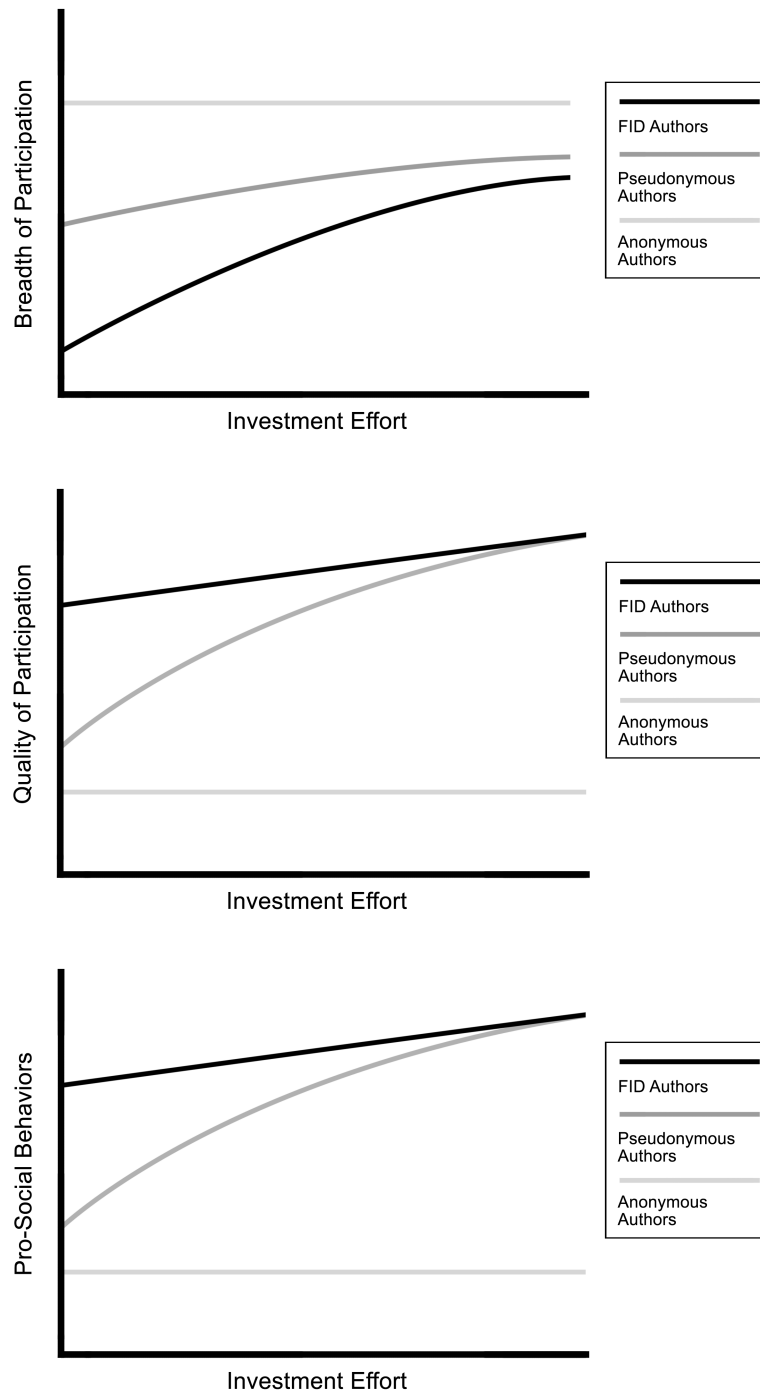 Breadth of Participation
FID Authors
Pseudonymous
Authors
Anonymous
Authors
Investment Effort
Quality of Participation
FID Authors
Pseudonymous
Authors
Anonymous
Authors
Investment Effort
Pro-Social Behaviors
FID Authors
Pseudonymous
Authors
Anonymous
Authors
Investment Effort